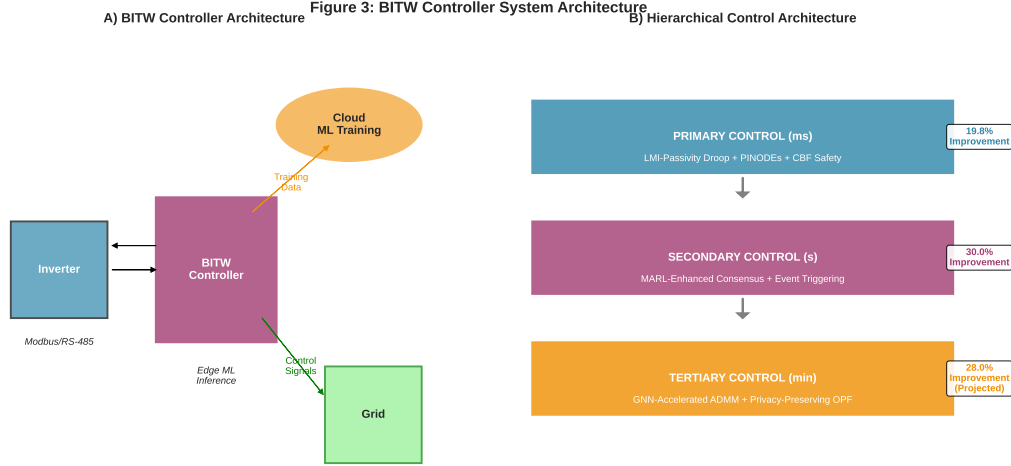 Figure 3: BITW Controller System Architecture
A) BITW Controller Architecture
Cloud
ML Training
Training
Data
Inverter
BITW
Controller
Modbus/RS-485
Edge ML
Inference
Control
Signals
Grid
B) Hierarchical Control Architecture
PRIMARY CONTROL (ms)
LMI-Passivity Droop + PINODEs + CBF Safety
19.8%
Improvement
SECONDARY CONTROL (s)
MARL-Enhanced Consensus + Event Triggering
30.0%
Improvement
TERTIARY CONTROL (min)
GNN-Accelerated ADMM + Privacy-Preserving OPF
28.0%
Improvement
(Projected)